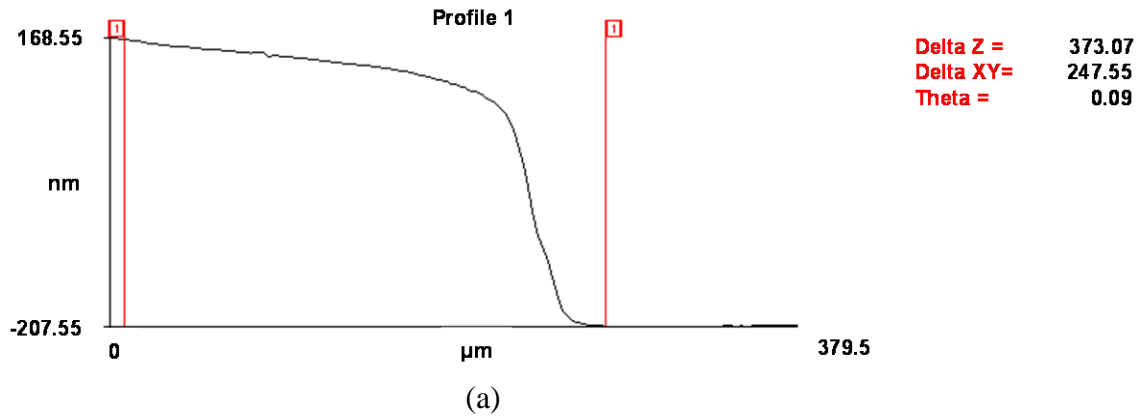 Profile 1
1 1
168.55
nm
-207.55
0 µm 379.5
Delta Z = 373.07
Delta XY= 247.55
Theta = 0.09
(a)